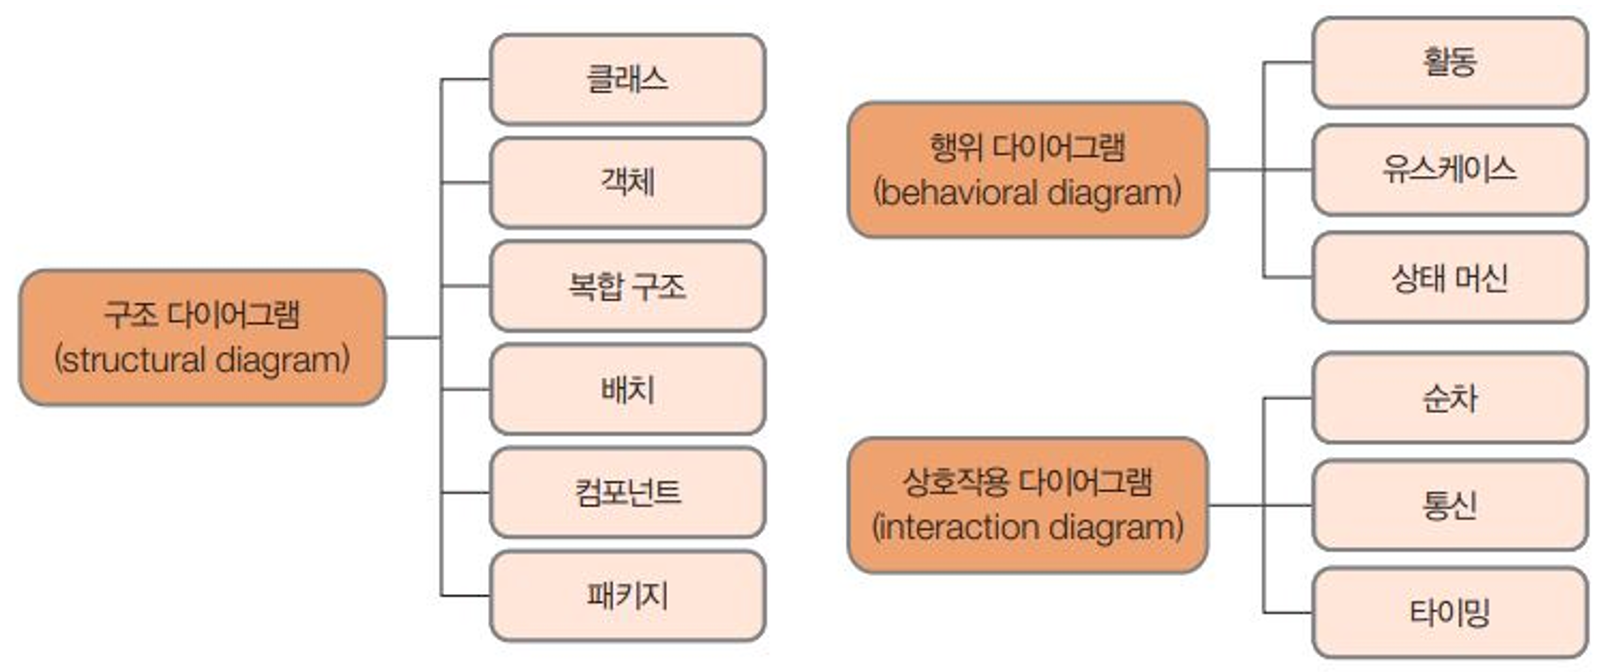 구조 다이어그램
(structural diagram)
클래스
객체
복합 구조
배치
컴포넌트
패키지
행위 다이어그램
(behavioral diagram)
활동
유스케이스
상태 머신
상호작용 다이어그램
(interaction diagram)
순차
통신
타이밍